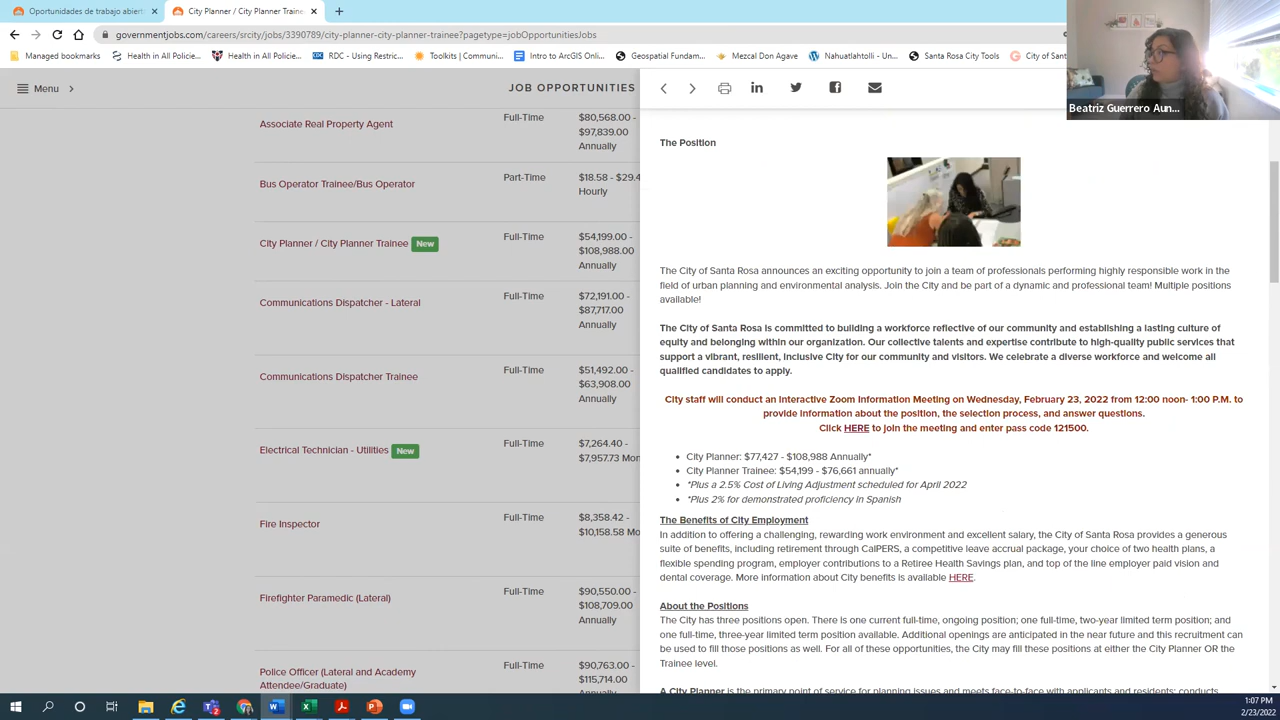 Oportunidades de trabajo abierta
City Planner / City Planner Train
governmentjobs.com/careers/srcity/3390789/city-planner-city-planner-trainee?pagetype=jobOpportunitiesJobs
Managed bookmarks
Health in All Policie...
Health in All Policie...
RDC - Using Restric...
Toolkits | Communi...
Intro to ArcGIS Onli...
Geospatial Fundam...
Mezcal Don Agave
Nahuatlahtolli - Un...
Santa Rosa City Tools
City of Sant
Beatriz Guerrero Aun...
Menu
JOB OPPORTUNITIES
Associate Real Property Agent
Full-Time
$80,568.00 -
$97,839.00
Annually
Bus Operator Trainee/Bus Operator
Part-Time
$18.58 - $29.4
Hourly
City Planner / City Planner Trainee New
Full-Time
$54,199.00 -
$108,988.00
Annually
Communications Dispatcher - Lateral
Full-Time
$72,191.00 -
$87,717.00
Annually
Communications Dispatcher Trainee
Full-Time
$51,492.00 -
$63,908.00
Annually
Electrical Technician - Utilities New
Full-Time
$7,264.40 -
$7,957.73 Mon
Fire Inspector
Full-Time
$8,358.42 -
$10,158.58 Mo
Firefighter Paramedic (Lateral)
Full-Time
$90,550.00 -
$108,709.00
Annually
Police Officer (Lateral and Academy
Attendee/Graduate)
Full-Time
$90,763.00 -
$115,714.00
Annually
The Position
The City of Santa Rosa announces an exciting opportunity to join a team of professionals performing highly responsible work in the
field of urban planning and environmental analysis. Join the City and be part of a dynamic and professional team! Multiple positions
available!
The City of Santa Rosa is committed to building a workforce reflective of our community and establishing a lasting culture of
equity and belonging within our organization. Our collective talents and expertise contribute to high-quality public services that
support a vibrant, resilient, inclusive City for our community and visitors. We celebrate a diverse workforce and welcome all
qualified candidates to apply.
City staff will conduct an interactive Zoom Information Meeting on Wednesday, February 23, 2022 from 12:00 noon- 1:00 P.M. to
provide information about the position, the selection process, and answer questions.
Click HERE to join the meeting and enter pass code 121500.
• City Planner: $77,427 - $108,988 Annually*
• City Planner Trainee: $54,199 - $76,661 annually*
• *Plus a 2.5% Cost of Living Adjustment scheduled for April 2022
• *Plus 2% for demonstrated proficiency in Spanish
The Benefits of City Employment
In addition to offering a challenging, rewarding work environment and excellent salary, the City of Santa Rosa provides a generous
suite of benefits, including retirement through CalPERS, a competitive leave accrual package, your choice of two health plans, a
flexible spending program, employer contributions to a Retiree Health Savings plan, and top of the line employer paid vision and
dental coverage. More information about City benefits is available HERE.
About the Positions
The City has three positions open. There is one current full-time, ongoing position; one full-time, two-year limited term position; and
one full-time, three-year limited term position available. Additional openings are anticipated in the near future and this recruitment can
be used to fill those positions as well. For all of these opportunities, the City may fill these positions at either the City Planner OR the
Trainee level.
A City Planner is the primary point of service for planning issues and meets face-to-face with applicants and residents; conducts
1:07 PM
2/23/2022